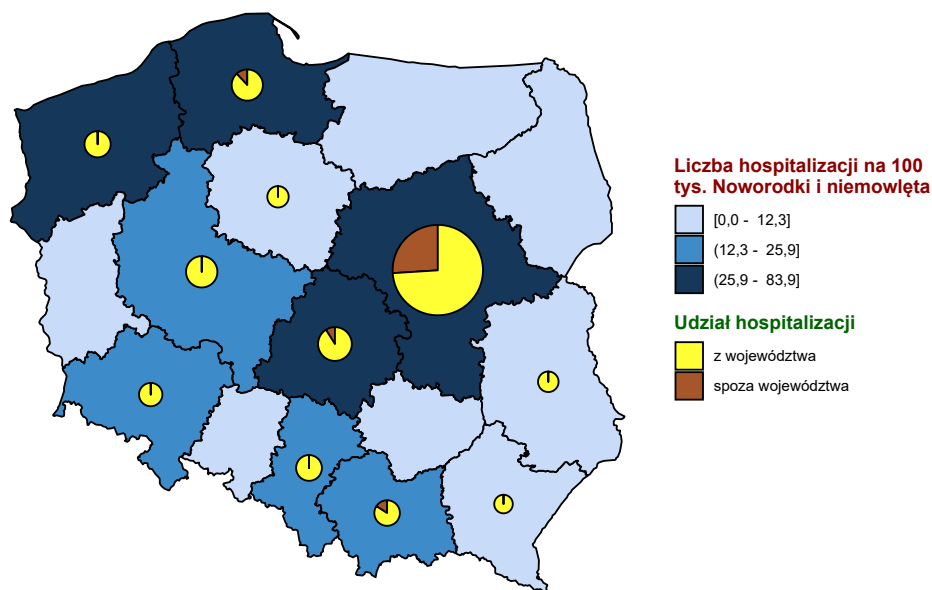 Liczba hospitalizacji na 100
tys. Noworodki i niemowlęta
[0,0 - 12,3]
(12,3 - 25,9]
(25,9 - 83,9]
Udział hospitalizacji
z województwa
spoza województwa